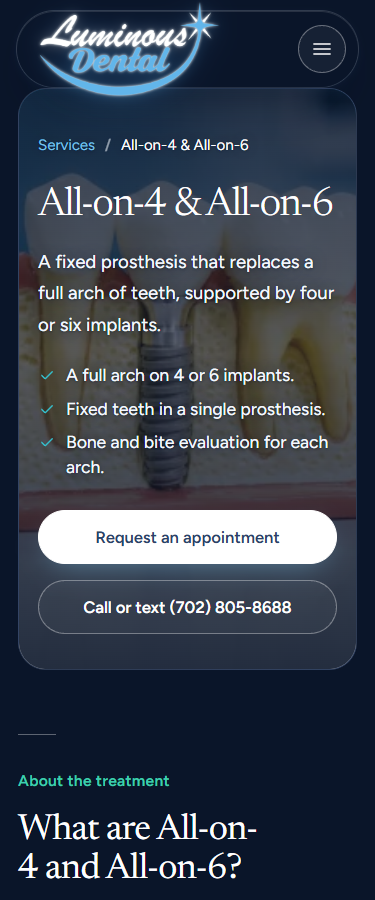 Luminous
Dental
Services / All-on-4 & All-on-6
All-on-4 & All-on-6
A fixed prosthesis that replaces a
full arch of teeth, supported by four
or six implants.
A full arch on 4 or 6 implants.
Fixed teeth in a single prosthesis.
Bone and bite evaluation for each
arch.
Request an appointment
Call or text (702) 805-8688
About the treatment
What are All-on-
4 and All-on-6?